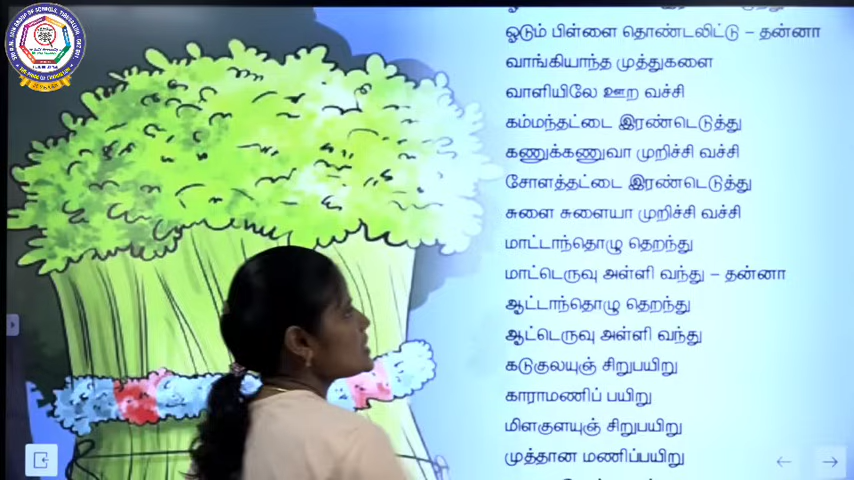 ஓடும் பிள்ளை தொண்டலிட்டு – தன்னா
வாங்கியாந்த முத்துகளை
வாளியிலே ஊற வச்சி
கம்மந்தட்டை இரண்டெடுத்து
கணுக்கணுவா முறிச்சி வச்சி
சோளத்தட்டை இரண்டெடுத்து
சுளை சுளையா முறிச்சி வச்சி
மாட்டாந்தொழு தெறந்து
மாட்டெருவு அள்ளி வந்து – தன்னா
ஆட்டாந்தொழு தெறந்து
ஆட்டெருவு அள்ளி வந்து
கடுகுலயுஞ் சிறுபயிறு
காராமணிப் பயிறு
மிளகுளயுஞ் சிறுபயிறு
முத்தான மணிப்பயிறு